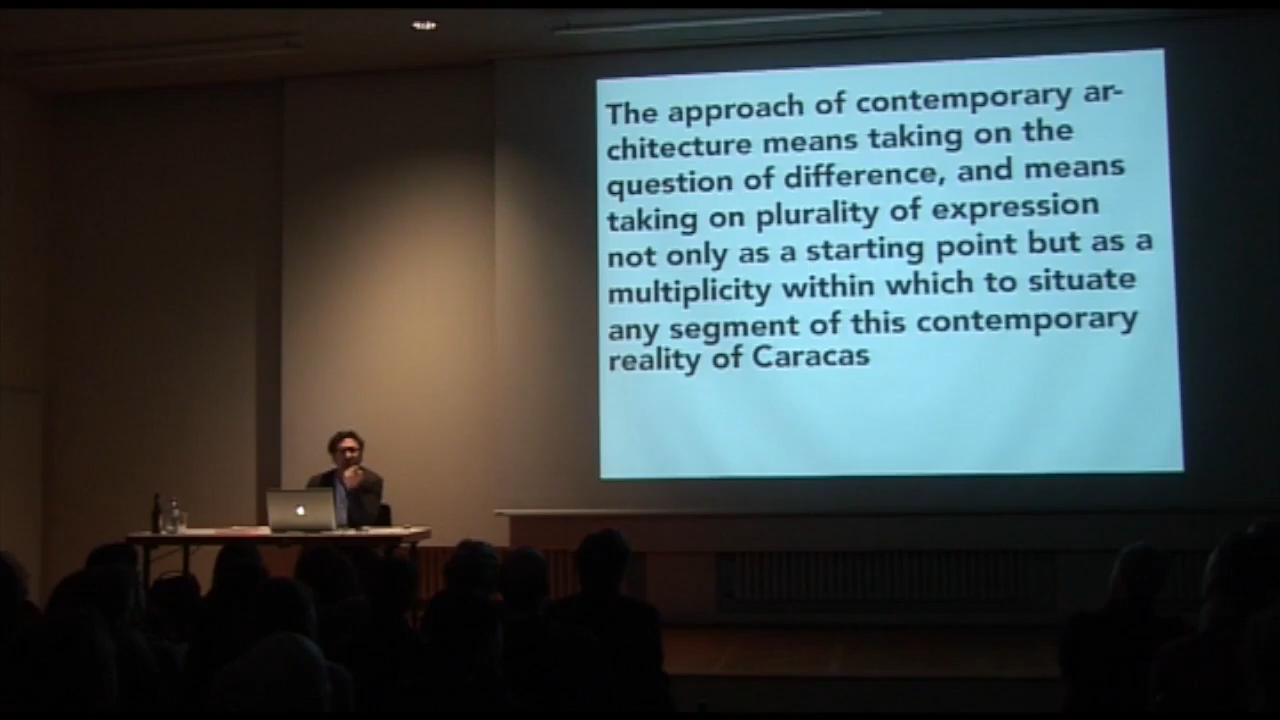 The approach of contemporary ar-
chitecture means taking on the
question of difference, and means
taking on plurality of expression
not only as a starting point but as a
multiplicity within which to situate
any segment of this contemporary
reality of Caracas